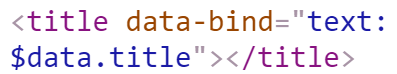 <title data-bind="text:
$data.title"></title>